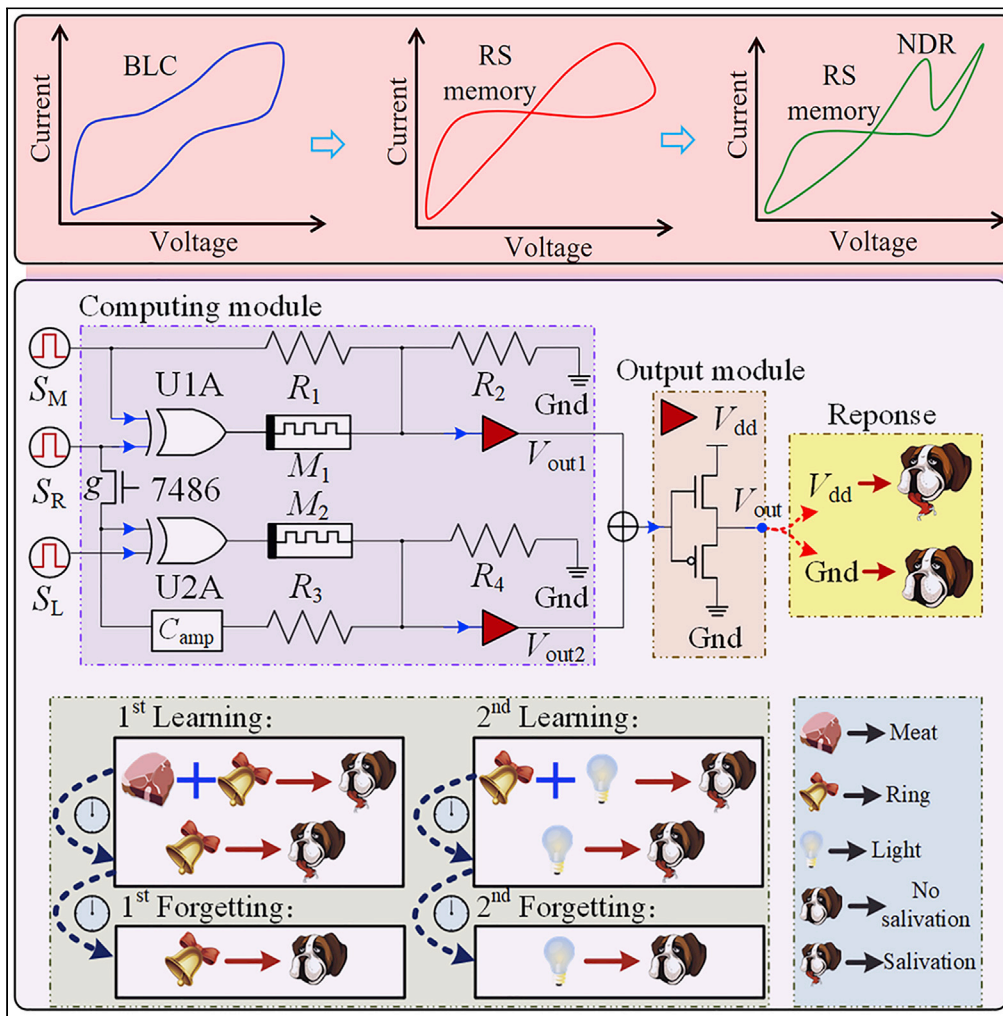 BLC
Current
Voltage
RS
memory
Current
Voltage
NDR
RS
memory
Current
Voltage
Computing module
S_M
S_R
S_L
U1A
R_1
R_2
Gnd
M_1
V_out1
g
7486
M_2
U2A
R_3
R_4
Gnd
C_amp
V_out2
Output module
V_dd
V_out
Gnd
Reponse
V_dd
Gnd
1st Learning:
2nd Learning:
1st Forgetting:
2nd Forgetting:
Meat
Ring
Light
No
salivation
Salivation